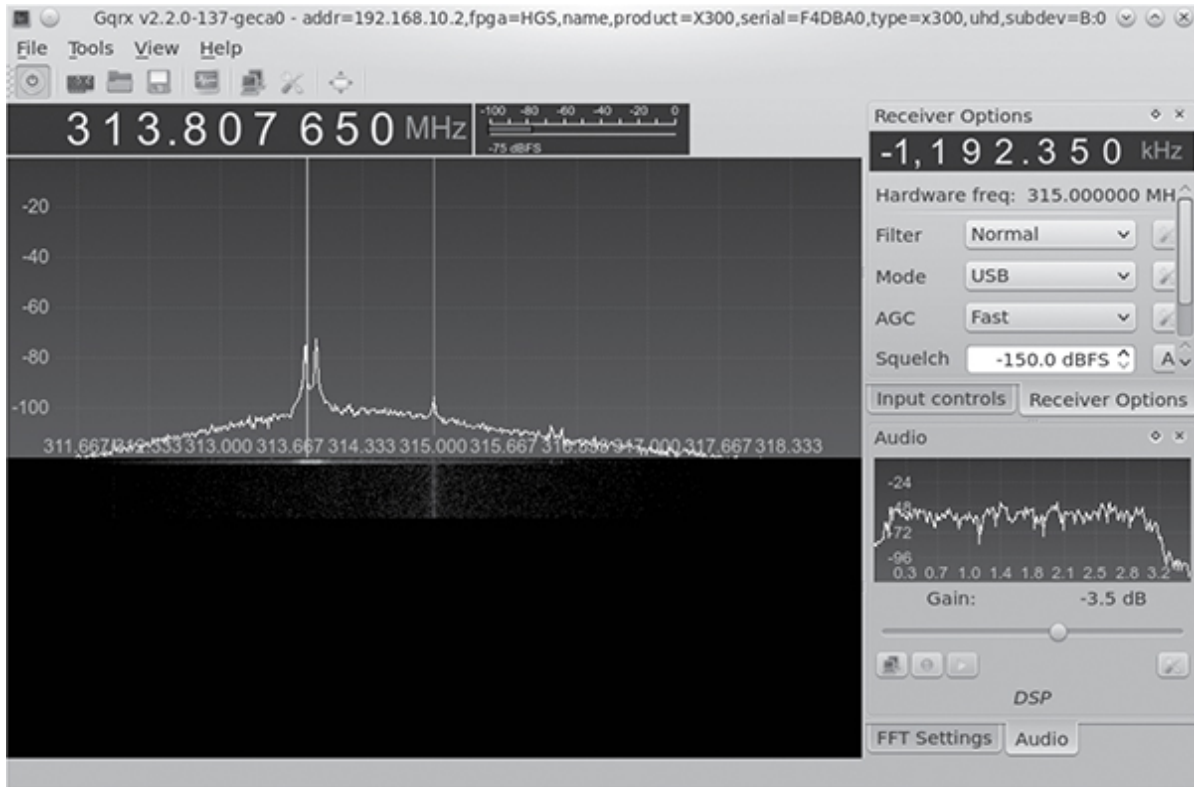 Gqrx v2.2.0-137-geca0 - addr=192.168.10.2,fpga=HGS,name,product=X300,serial=F4DBA0,type=x300,uhd,subdev=B:0
File Tools View Help
313.807 650 MHz
-100 -80 -60 -40 -20 0
-75 dBFS
-20
-40
-60
-80
-100
311.667 313.000 313.667 314.333 315.000 315.667 317.667 318.333
Receiver Options
-1,192.350 kHz
Hardware freq: 315.000000 MH
Filter Normal
Mode USB
AGC Fast
Squelch -150.0 dBFS A
Input controls Receiver Options
Audio
-24
-48
-72
-96
0.3 0.7 1.0 1.4 1.8 2.1 2.5 2.8 3.2
Gain: -3.5 dB
DSP
FFT Settings Audio